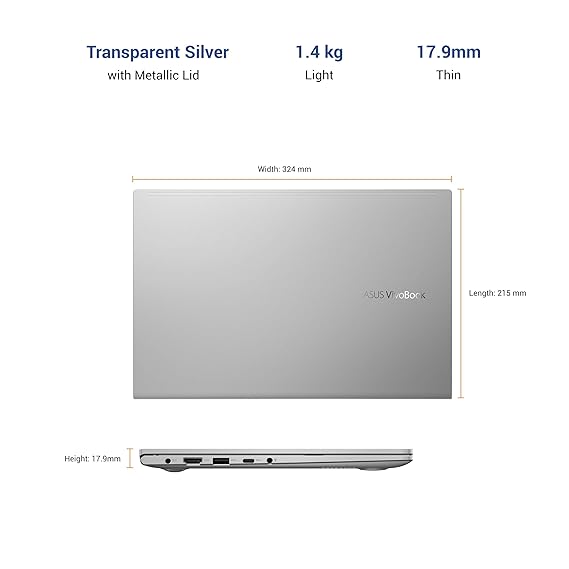 Transparent Silver
with Metallic Lid
1.4 kg
Light
17.9mm
Thin
Width: 324 mm
ASUS VivoBook
Length: 215 mm
Height: 17.9mm